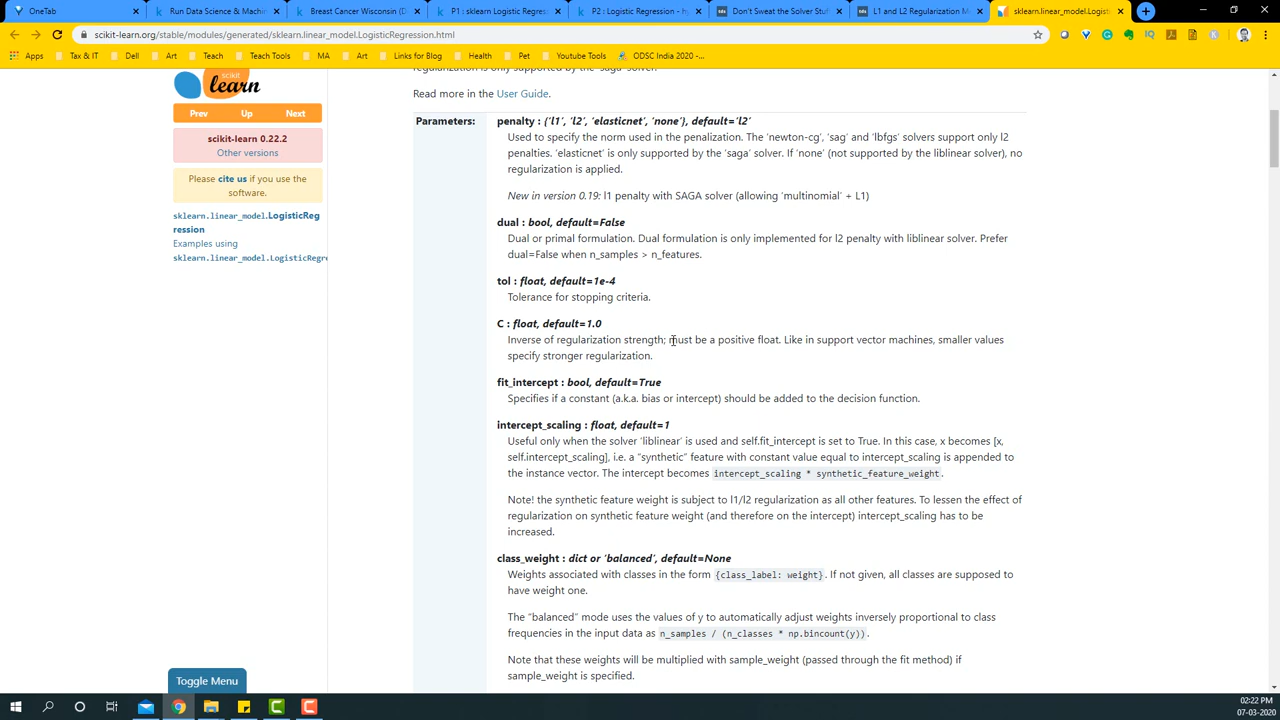 OneTab
Run Data Science & Machi
Breast Cancer Wisconsin (D
P1 : sklearn Logistic Regres
P2 : Logistic Regression - hy
Don't Sweat the Solver Stuf
L1 and L2 Regularization M
sklearn.linear_model.Logisti
scikit-learn.org/stable/modules/generated/sklearn.linear_model.LogisticRegression.html
Apps
Tax & IT
Dell
Art
Teach
Teach Tools
MA
Art
Links for Blog
Health
Pet
Youtube Tools
ODSC India 2020 -...
scikit
learn
Prev Up Next
scikit-learn 0.22.2
Other versions
Please cite us if you use the
software.
sklearn.linear_model.LogisticReg
ression
Examples using
sklearn.linear_model.LogisticRegre
Toggle Menu
regularization is only supported by the 'saga' solver.
Read more in the User Guide.
Parameters:
penalty : {'l1', 'l2', 'elasticnet', 'none'}, default='l2'
Used to specify the norm used in the penalization. The 'newton-cg', 'sag' and 'lbfgs' solvers support only l2
penalties. 'elasticnet' is only supported by the 'saga' solver. If 'none' (not supported by the liblinear solver), no
regularization is applied.
New in version 0.19: l1 penalty with SAGA solver (allowing 'multinomial' + L1)
dual : bool, default=False
Dual or primal formulation. Dual formulation is only implemented for l2 penalty with liblinear solver. Prefer
dual=False when n_samples > n_features.
tol : float, default=1e-4
Tolerance for stopping criteria.
C : float, default=1.0
Inverse of regularization strength; must be a positive float. Like in support vector machines, smaller values
specify stronger regularization.
fit_intercept : bool, default=True
Specifies if a constant (a.k.a. bias or intercept) should be added to the decision function.
intercept_scaling : float, default=1
Useful only when the solver 'liblinear' is used and self.fit_intercept is set to True. In this case, x becomes [x,
self.intercept_scaling], i.e. a "synthetic" feature with constant value equal to intercept_scaling is appended to
the instance vector. The intercept becomes intercept_scaling * synthetic_feature_weight.
Note! the synthetic feature weight is subject to l1/l2 regularization as all other features. To lessen the effect of
regularization on synthetic feature weight (and therefore on the intercept) intercept_scaling has to be
increased.
class_weight : dict or 'balanced', default=None
Weights associated with classes in the form {class_label: weight}. If not given, all classes are supposed to
have weight one.
The "balanced" mode uses the values of y to automatically adjust weights inversely proportional to class
frequencies in the input data as n_samples / (n_classes * np.bincount(y)).
Note that these weights will be multiplied with sample_weight (passed through the fit method) if
sample_weight is specified.
02:22 PM
07-03-2020